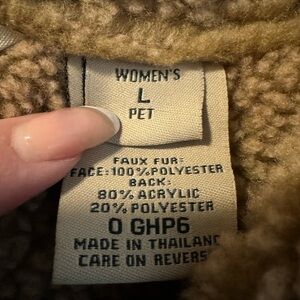 WOMEN'S
L
PET
FAUX FUR:
FACE:100%POLYESTER
BACK:
80% ACRYLIC
20% POLYESTER
0 GHP6
MADE IN THAILAND
CARE ON REVERS